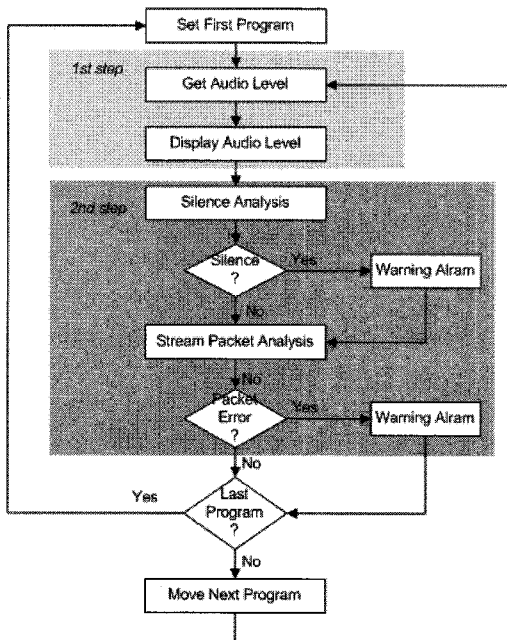 Set First Program
1st step
Get Audio Level
Display Audio Level
2nd step
Silence Analysis
Silence
?
Yes
Warning Alram
No
Stream Packet Analysis
No
Packet
Error
?
Yes
Warning Alram
No
Yes
Last
Program
?
No
Move Next Program